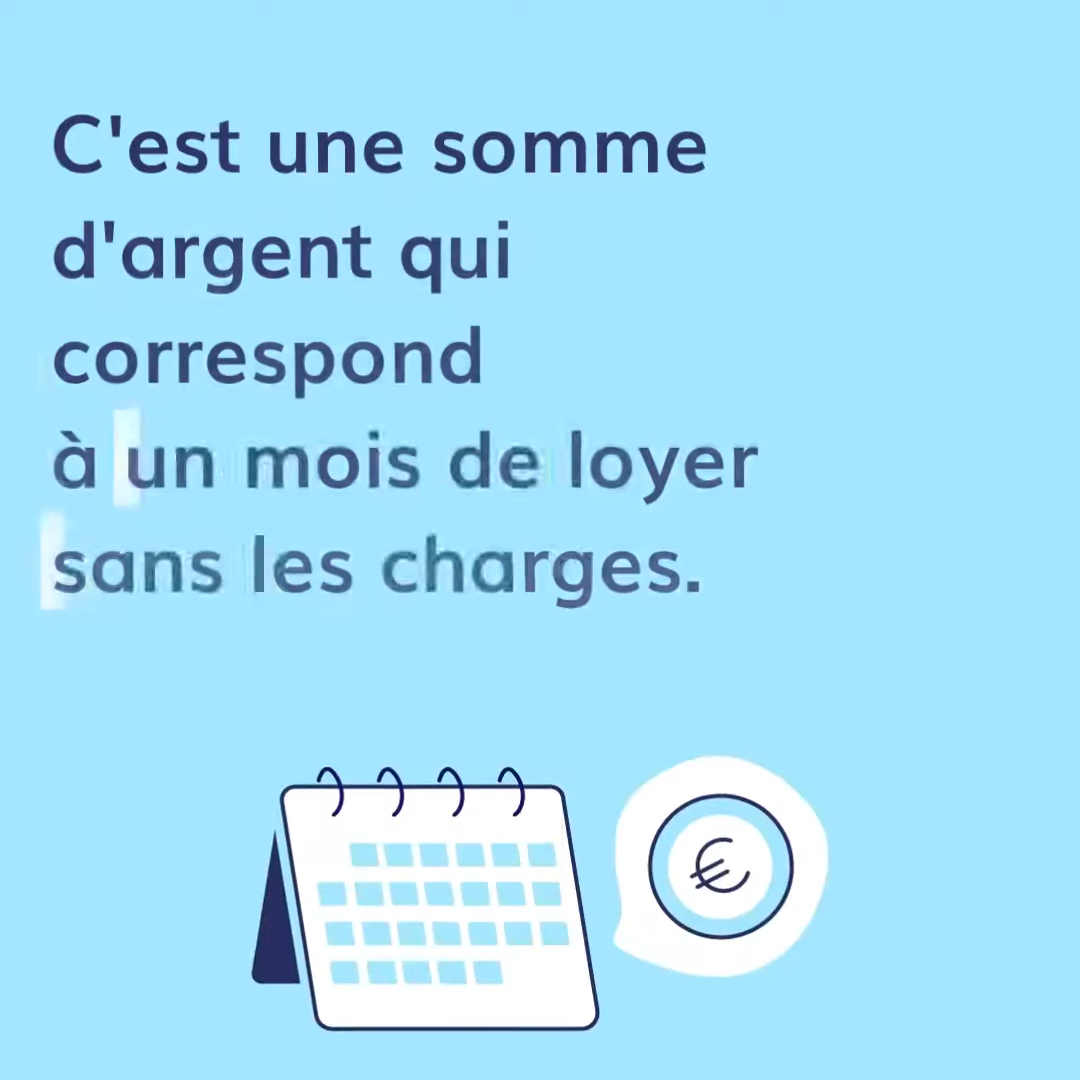 C'est une somme
d'argent qui
correspond
à un mois de loyer
sans les charges.
€